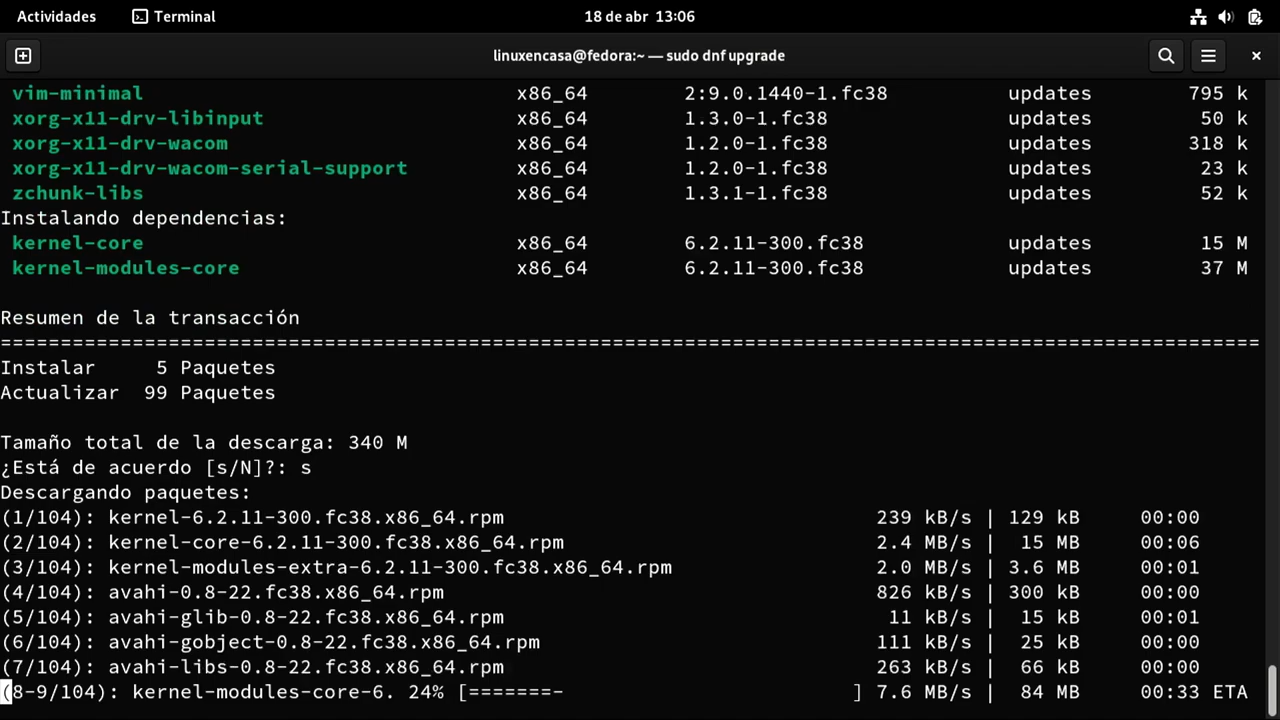 Actividades Terminal 18 de abr 13:06
linuxencasa@fedora:~ — sudo dnf upgrade
vim-minimal x86_64 2:9.0.1440-1.fc38 updates 795 k
xorg-x11-drv-libinput x86_64 1.3.0-1.fc38 updates 50 k
xorg-x11-drv-wacom x86_64 1.2.0-1.fc38 updates 318 k
xorg-x11-drv-wacom-serial-support x86_64 1.2.0-1.fc38 updates 23 k
zchunk-libs x86_64 1.3.1-1.fc38 updates 52 k
Instalando dependencias:
kernel-core x86_64 6.2.11-300.fc38 updates 15 M
kernel-modules-core x86_64 6.2.11-300.fc38 updates 37 M
Resumen de la transacción
=========================================================================================================
Instalar 5 Paquetes
Actualizar 99 Paquetes
Tamaño total de la descarga: 340 M
¿Está de acuerdo [s/N]?: s
Descargando paquetes:
(1/104): kernel-6.2.11-300.fc38.x86_64.rpm 239 kB/s | 129 kB 00:00
(2/104): kernel-core-6.2.11-300.fc38.x86_64.rpm 2.4 MB/s | 15 MB 00:06
(3/104): kernel-modules-extra-6.2.11-300.fc38.x86_64.rpm 2.0 MB/s | 3.6 MB 00:01
(4/104): avahi-0.8-22.fc38.x86_64.rpm 826 kB/s | 300 kB 00:00
(5/104): avahi-glib-0.8-22.fc38.x86_64.rpm 11 kB/s | 15 kB 00:01
(6/104): avahi-gobject-0.8-22.fc38.x86_64.rpm 111 kB/s | 25 kB 00:00
(7/104): avahi-libs-0.8-22.fc38.x86_64.rpm 263 kB/s | 66 kB 00:00
(8-9/104): kernel-modules-core-6. 24% [=======- ] 7.6 MB/s | 84 MB 00:33 ETA